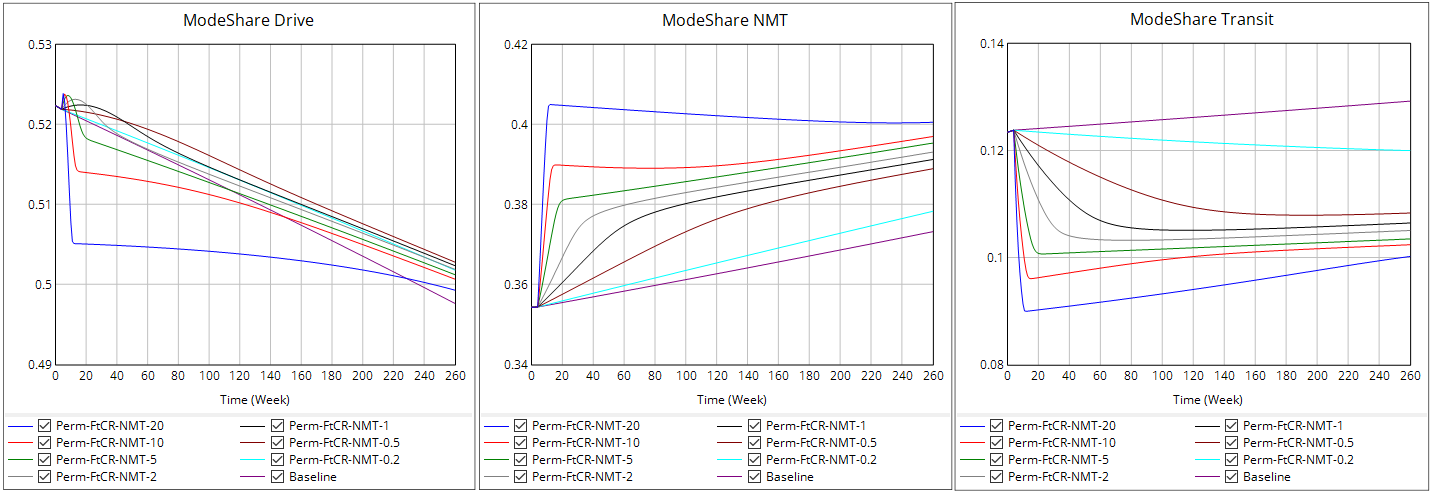 ModeShare Drive
0.53
0.52
0.51
0.5
0.49
0 20 40 60 80 100 120 140 160 180 200 220 240 260
Time (Week)
Perm-FtCR-NMT-20 Perm-FtCR-NMT-1
Perm-FtCR-NMT-10 Perm-FtCR-NMT-0.5
Perm-FtCR-NMT-5 Perm-FtCR-NMT-0.2
Perm-FtCR-NMT-2 Baseline
ModeShare NMT
0.42
0.4
0.38
0.36
0.34
0 20 40 60 80 100 120 140 160 180 200 220 240 260
Time (Week)
Perm-FtCR-NMT-20 Perm-FtCR-NMT-1
Perm-FtCR-NMT-10 Perm-FtCR-NMT-0.5
Perm-FtCR-NMT-5 Perm-FtCR-NMT-0.2
Perm-FtCR-NMT-2 Baseline
ModeShare Transit
0.14
0.12
0.1
0.08
0 20 40 60 80 100 120 140 160 180 200 220 240 260
Time (Week)
Perm-FtCR-NMT-20 Perm-FtCR-NMT-1
Perm-FtCR-NMT-10 Perm-FtCR-NMT-0.5
Perm-FtCR-NMT-5 Perm-FtCR-NMT-0.2
Perm-FtCR-NMT-2 Baseline